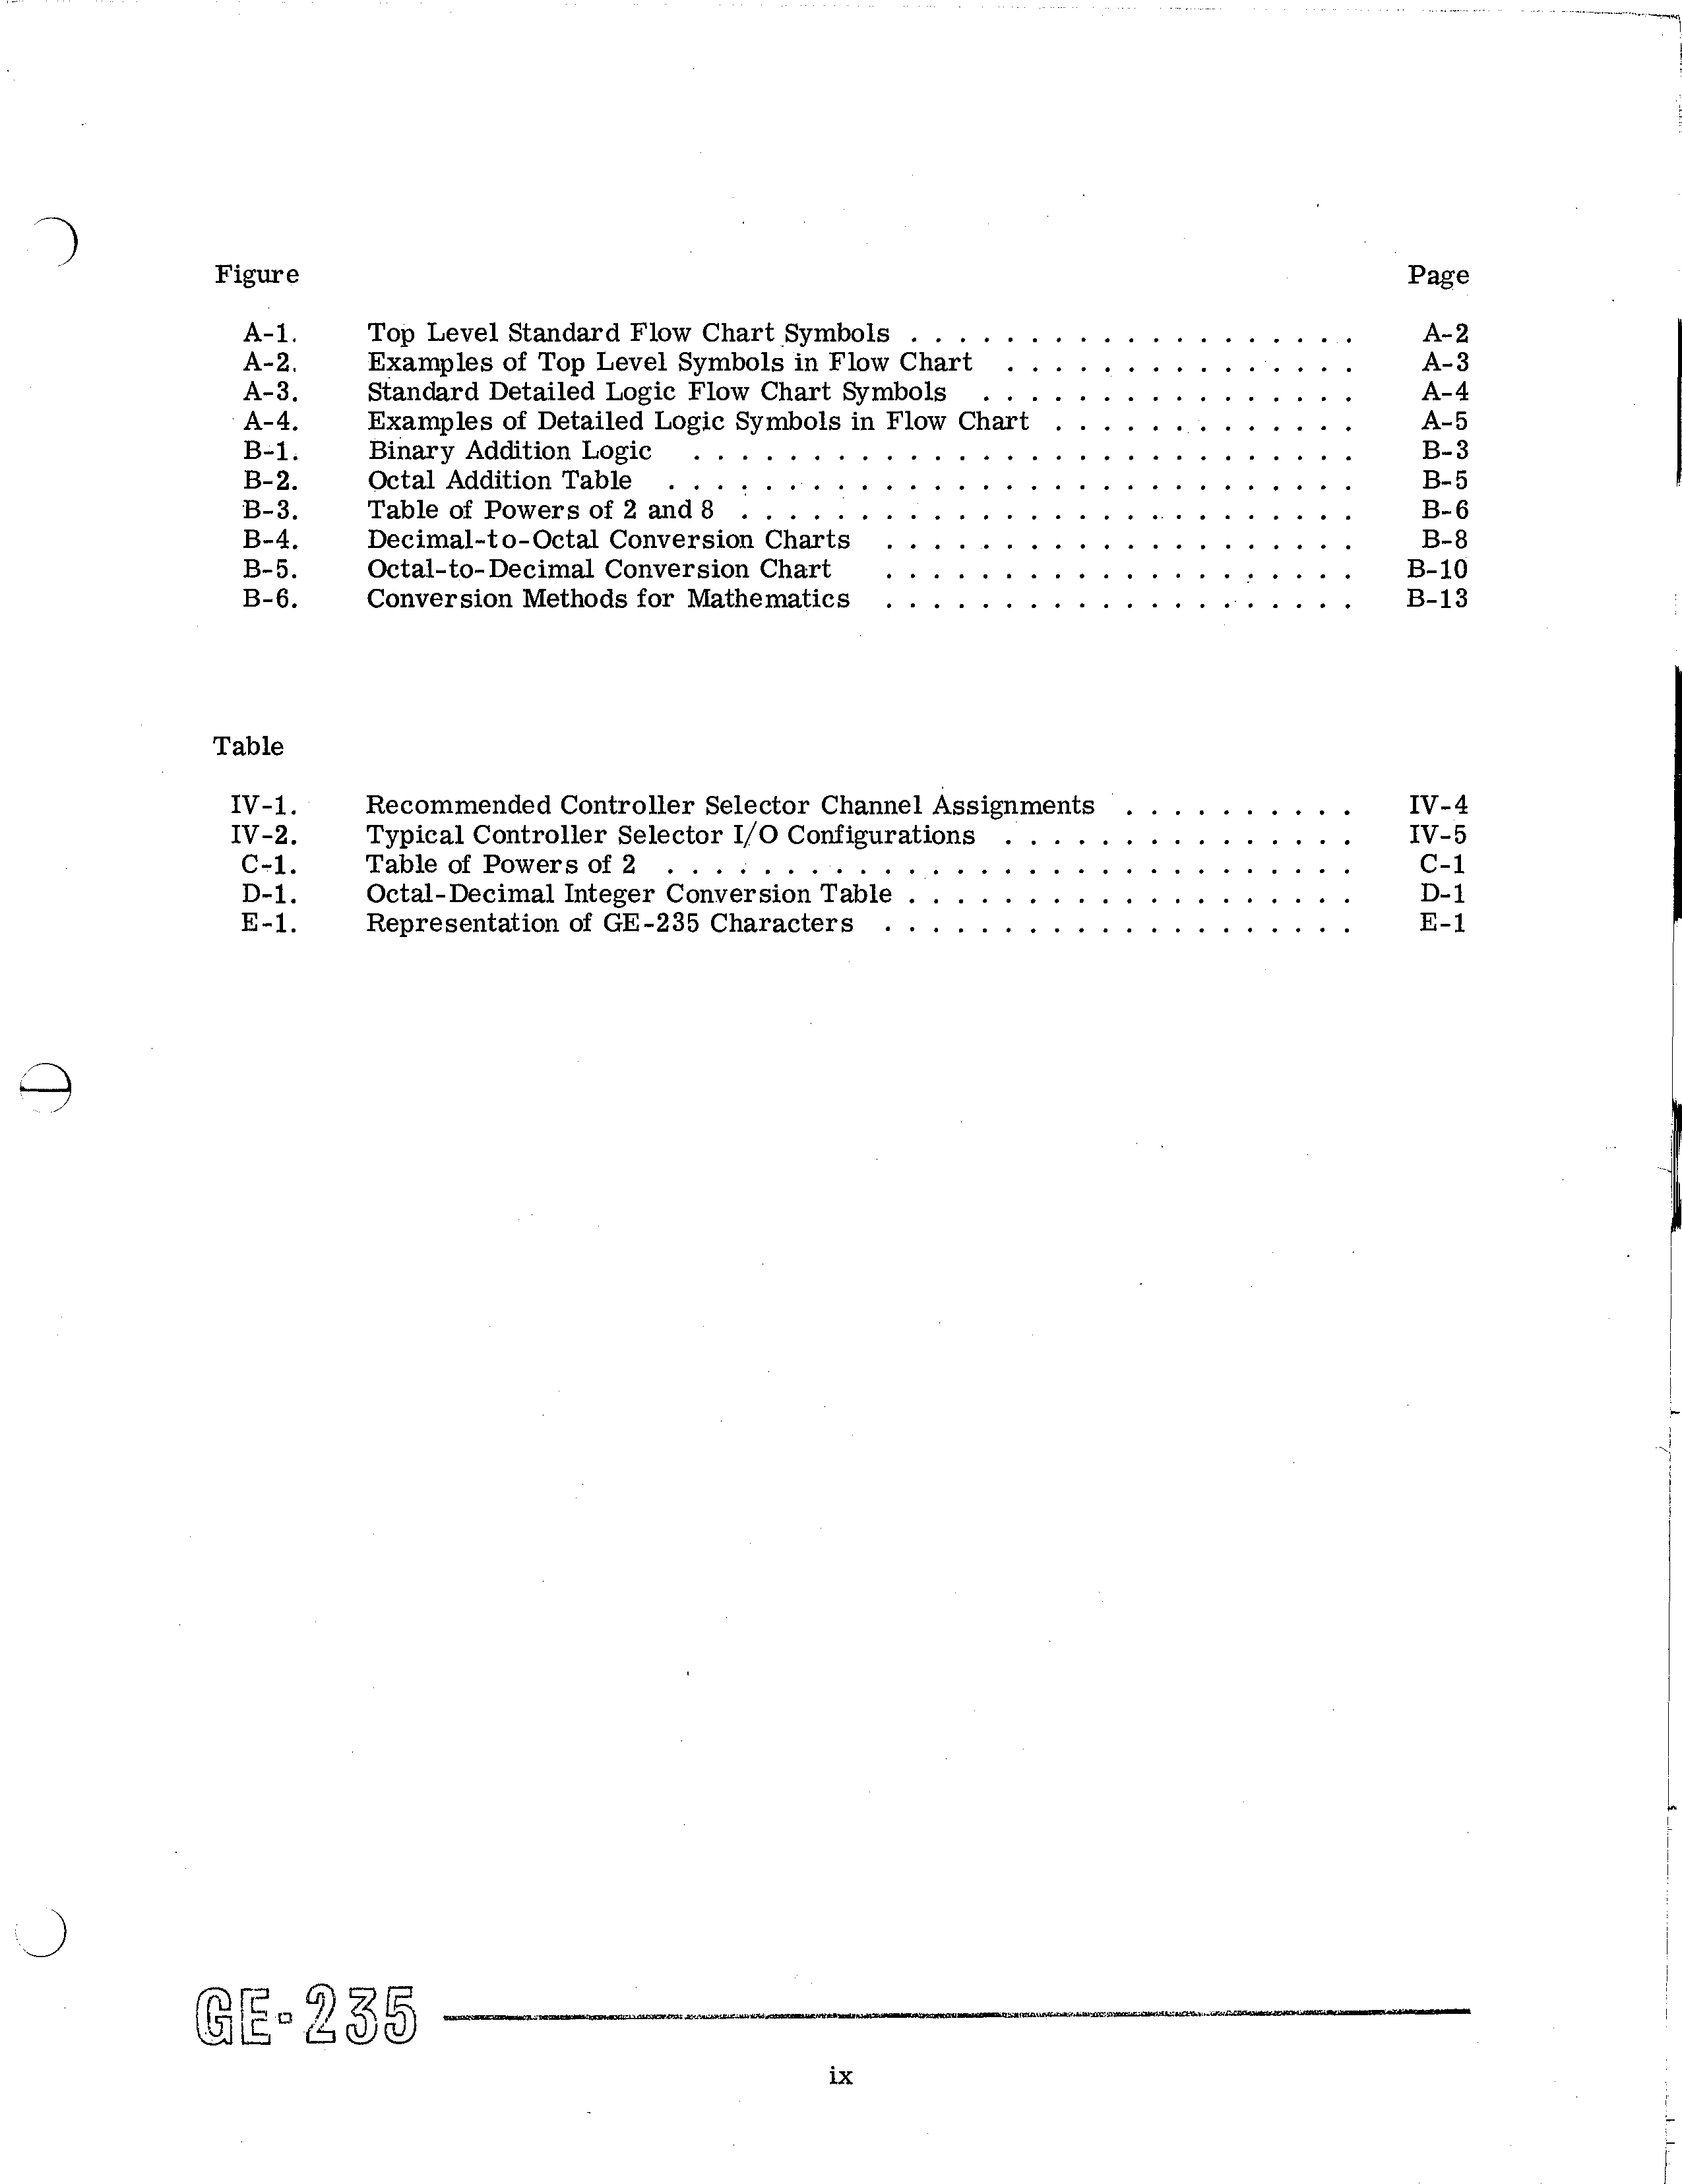 Figure Page
A-1. Top Level Standard Flow Chart Symbols . . . . . . . . . . . . . . . . . . . A-2
A-2. Examples of Top Level Symbols in Flow Chart . . . . . . . . . . . . . . . A-3
A-3. Standard Detailed Logic Flow Chart Symbols . . . . . . . . . . . . . . . . A-4
A-4. Examples of Detailed Logic Symbols in Flow Chart . . . . . . . . . . . . . A-5
B-1. Binary Addition Logic . . . . . . . . . . . . . . . . . . . . . . . . . . . . B-3
B-2. Octal Addition Table . . . . . . . . . . . . . . . . . . . . . . . . . . . . . B-5
B-3. Table of Powers of 2 and 8 . . . . . . . . . . . . . . . . . . . . . . . . . . B-6
B-4. Decimal-to-Octal Conversion Charts . . . . . . . . . . . . . . . . . . . . B-8
B-5. Octal-to-Decimal Conversion Chart . . . . . . . . . . . . . . . . . . . . B-10
B-6. Conversion Methods for Mathematics . . . . . . . . . . . . . . . . . . . . B-13
Table
IV-1. Recommended Controller Selector Channel Assignments . . . . . . . . . . IV-4
IV-2. Typical Controller Selector I/O Configurations . . . . . . . . . . . . . . . IV-5
C-1. Table of Powers of 2 . . . . . . . . . . . . . . . . . . . . . . . . . . . . . C-1
D-1. Octal-Decimal Integer Conversion Table . . . . . . . . . . . . . . . . . . . D-1
E-1. Representation of GE-235 Characters . . . . . . . . . . . . . . . . . . . . E-1
GE-235
ix